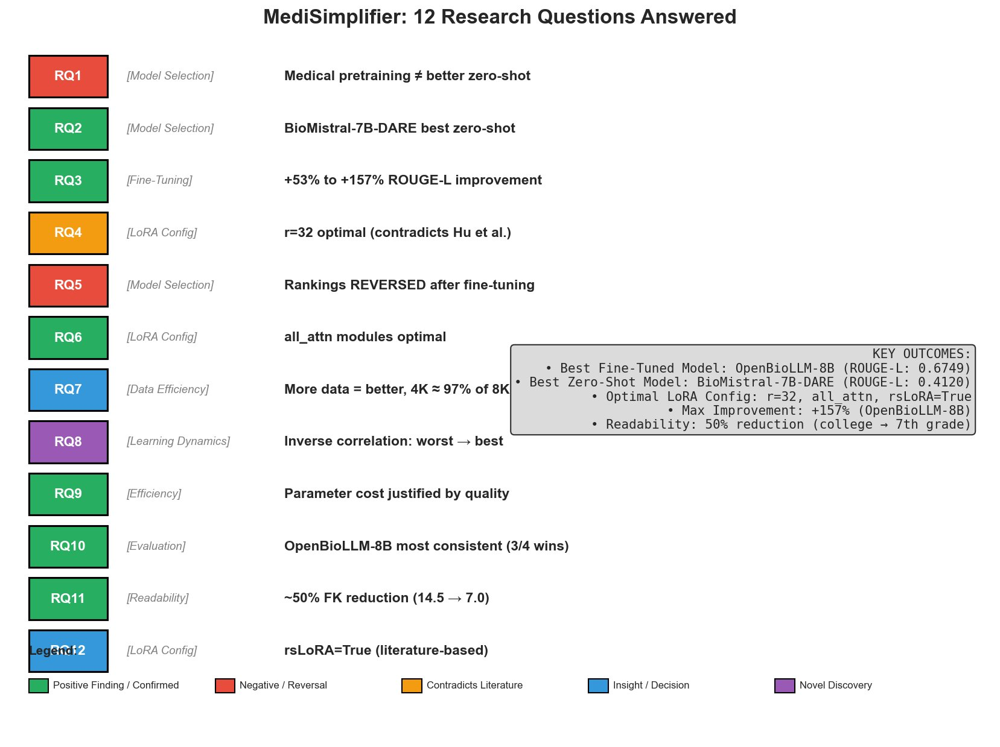 MediSimplifier: 12 Research Questions Answered
RQ1 [Model Selection] Medical pretraining ≠ better zero-shot
RQ2 [Model Selection] BioMistral-7B-DARE best zero-shot
RQ3 [Fine-Tuning] +53% to +157% ROUGE-L improvement
RQ4 [LoRA Config] r=32 optimal (contradicts Hu et al.)
RQ5 [Model Selection] Rankings REVERSED after fine-tuning
RQ6 [LoRA Config] all_attn modules optimal
RQ7 [Data Efficiency] More data = better, 4K ≈ 97% of 8K
RQ8 [Learning Dynamics] Inverse correlation: worst → best
RQ9 [Efficiency] Parameter cost justified by quality
RQ10 [Evaluation] OpenBioLLM-8B most consistent (3/4 wins)
RQ11 [Readability] ~50% FK reduction (14.5 → 7.0)
RQ12 [LoRA Config] rsLoRA=True (literature-based)
KEY OUTCOMES:
• Best Fine-Tuned Model: OpenBioLLM-8B (ROUGE-L: 0.6749)
• Best Zero-Shot Model: BioMistral-7B-DARE (ROUGE-L: 0.4120)
• Optimal LoRA Config: r=32, all_attn, rsLoRA=True
• Max Improvement: +157% (OpenBioLLM-8B)
• Readability: 50% reduction (college → 7th grade)
Legend:
Positive Finding / Confirmed
Negative / Reversal
Contradicts Literature
Insight / Decision
Novel Discovery